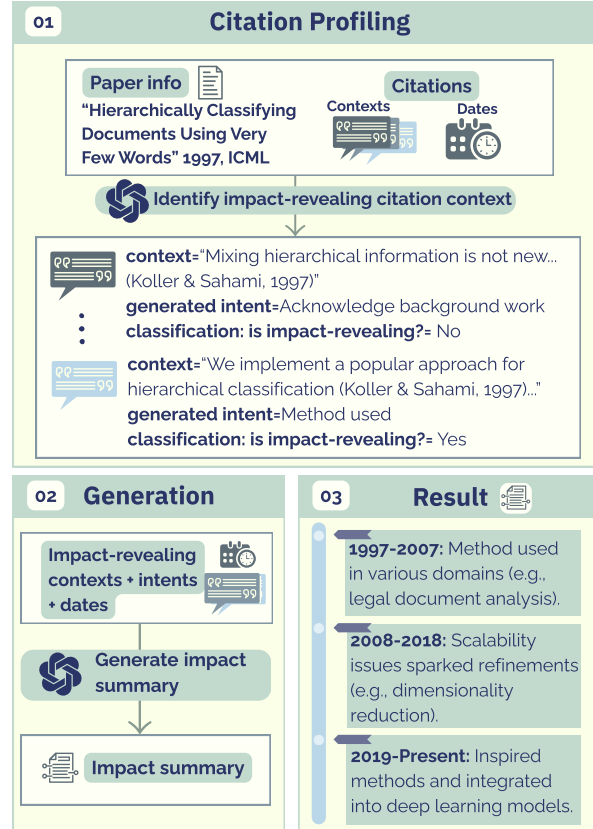 01
Citation Profiling
Paper info
“Hierarchically Classifying
Documents Using Very
Few Words” 1997, ICML
Citations
Contexts
Dates
Identify impact-revealing citation context
context=“Mixing hierarchical information is not new...
(Koller & Sahami, 1997)”
generated intent=Acknowledge background work
classification: is impact-revealing?= No
context=“We implement a popular approach for
hierarchical classification (Koller & Sahami, 1997)...”
generated intent=Method used
classification: is impact-revealing?= Yes
02
Generation
Impact-revealing
contexts + intents
+ dates
Generate impact
summary
Impact summary
03
Result
1997-2007: Method used
in various domains (e.g.,
legal document analysis).
2008-2018: Scalability
issues sparked refinements
(e.g., dimensionality
reduction).
2019-Present: Inspired
methods and integrated
into deep learning models.